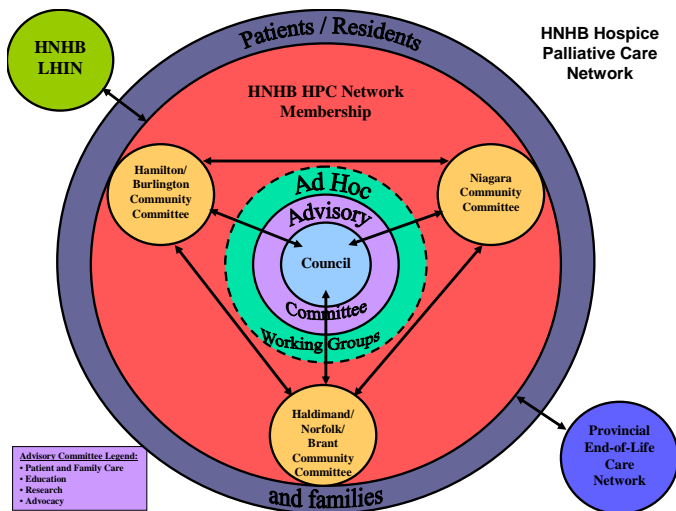 HNHB
LHIN
Patients / Residents
HNHB Hospice
Palliative Care
Network
HNHB HPC Network
Membership
Hamilton/
Burlington
Community
Committee
Niagara
Community
Committee
Ad Hoc
Advisory
Council
Committee
Working Groups
Haldimand/
Norfolk/
Brant
Community
Committee
and families
Provincial
End-of-Life
Care
Network
Advisory Committee Legend:
• Patient and Family Care
• Education
• Research
• Advocacy